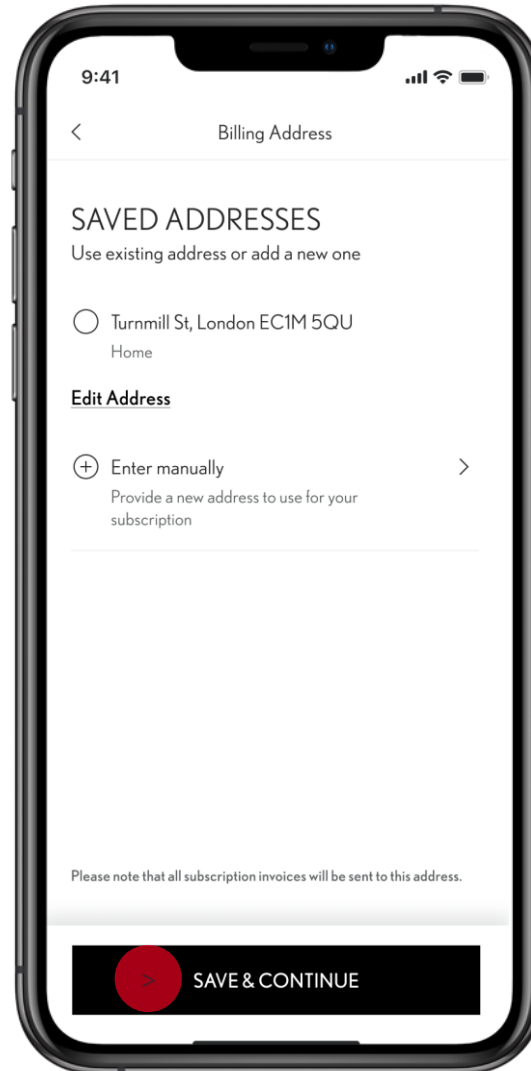 9:41
Billing Address
SAVED ADDRESSES
Use existing address or add a new one
Turnmill St, London EC1M 5QU
Home
Edit Address
Enter manually
Provide a new address to use for your
subscription
Please note that all subscription invoices will be sent to this address.
> SAVE & CONTINUE